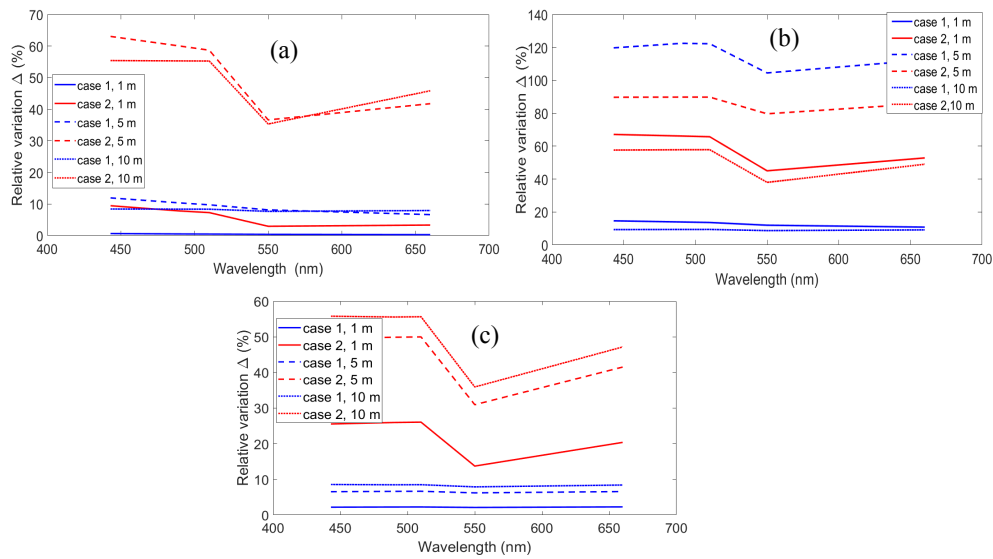 70
60
50
40
30
20
10
0
400
450
500
550
600
650
700
Relative variation Δ (%)
Wavelength (nm)
(a)
case 1, 1 m
case 2, 1 m
case 1, 5 m
case 2, 5 m
case 1, 10 m
case 2, 10 m
140
120
100
80
60
40
20
0
400
450
500
550
600
650
700
Relative variation Δ (%)
Wavelength (nm)
(b)
case 1, 1 m
case 2, 1 m
case 1, 5 m
case 2, 5 m
case 1, 10 m
case 2,10 m
60
50
40
30
20
10
0
400
450
500
550
600
650
700
Relative variation Δ (%)
Wavelength (nm)
(c)
case 1, 1 m
case 2, 1 m
case 1, 5 m
case 2, 5 m
case 1, 10 m
case 2, 10 m